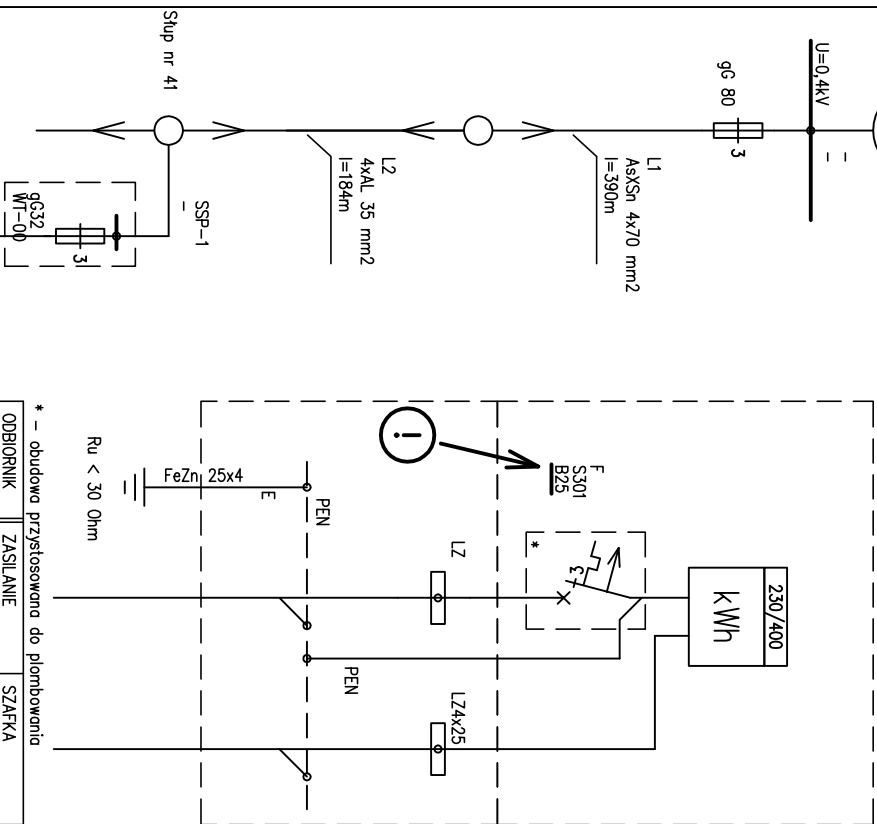 U=0,4kV
gG 80
3
L1
AsXSn 4x70 mm2
l=390m
L2
4xAL 35 mm2
l=184m
Słup nr 41
SSP-1
gG32
WT-00
3
230/400
kWh
F
S301
B25
*
3
i
LZ
LZ4x25
PEN
PEN
E
FeZn 25x4
Ru < 30 Ohm
* - obudowa przystosowana do plombowania
ODBIORNIK
ZASILANIE
SZAFKA